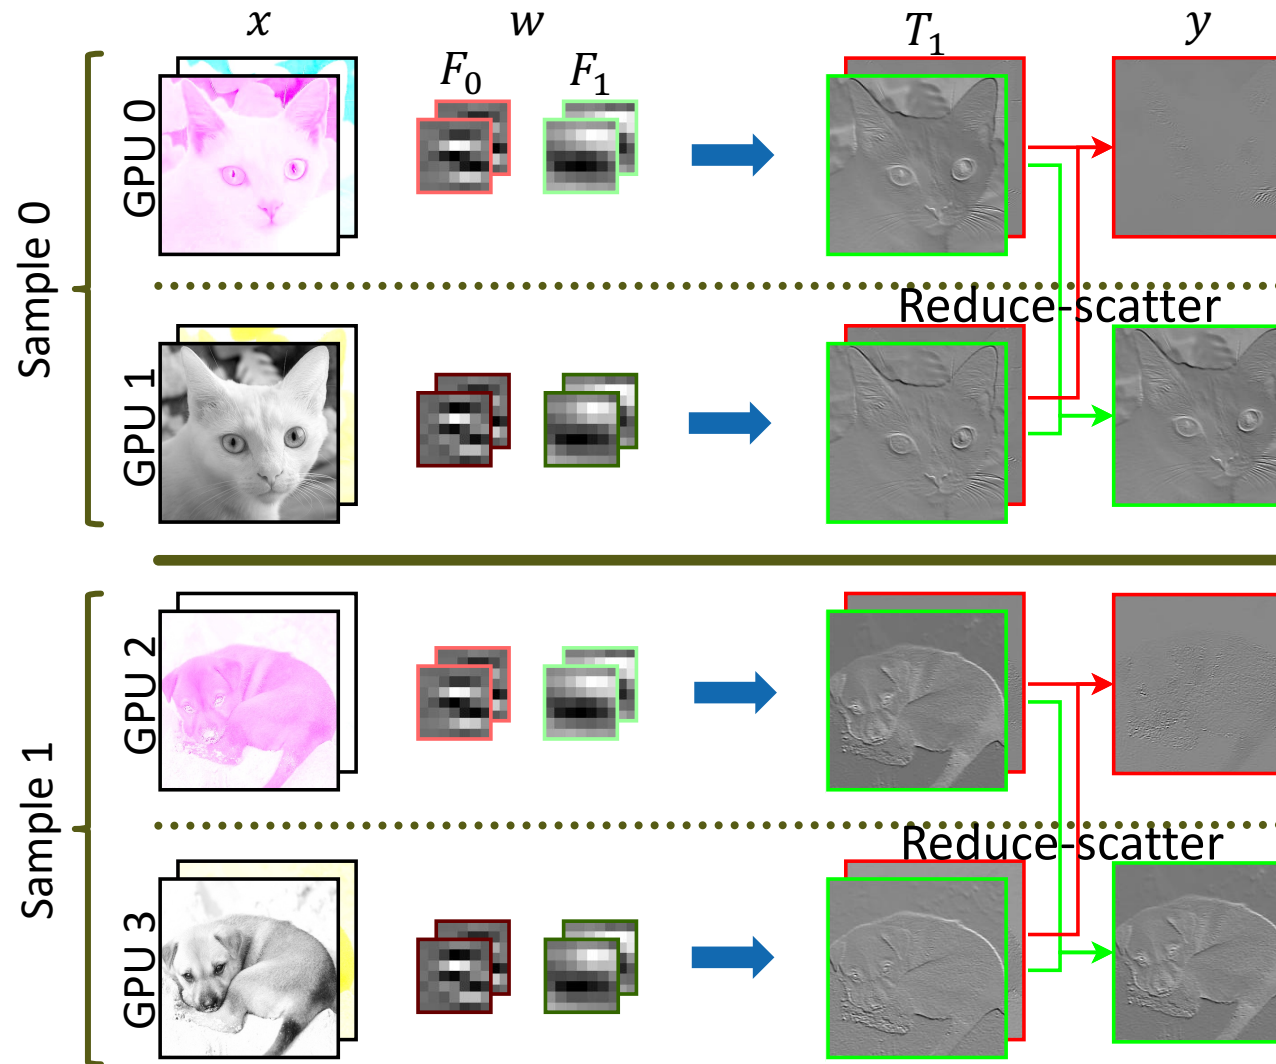 x w T₁ y
F₀ F₁
Sample 0
GPU 0
Reduce-scatter
GPU 1
Sample 1
GPU 2
Reduce-scatter
GPU 3